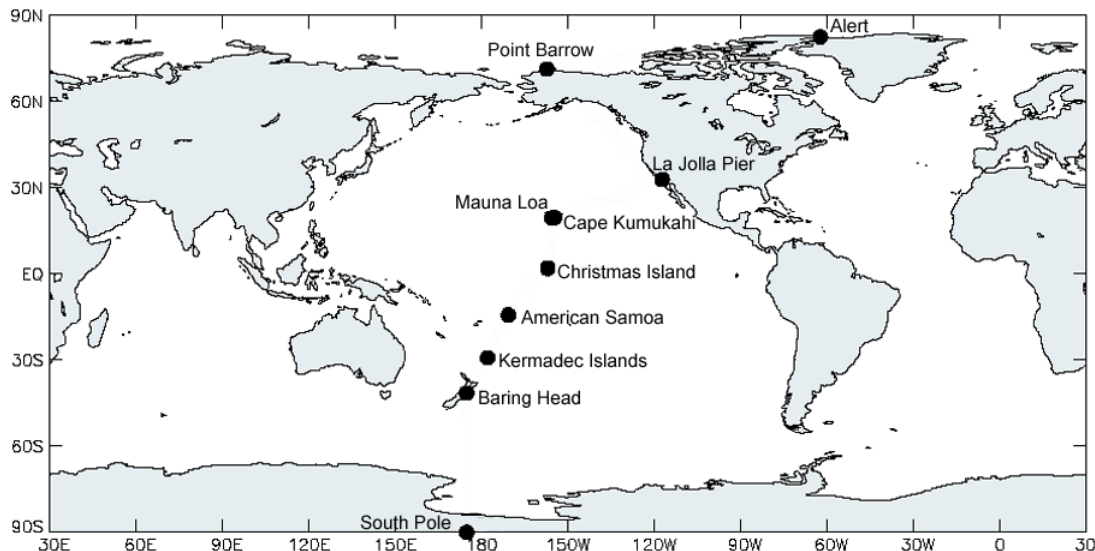 90N
Alert
Point Barrow
60N
La Jolla Pier
30N
Mauna Loa
Cape Kumukahi
EQ
Christmas Island
American Samoa
30S
Kermadec Islands
Baring Head
60S
South Pole
90S
30E 60E 90E 120E 150E 180 150W 120W 90W 60W 30W 0 30